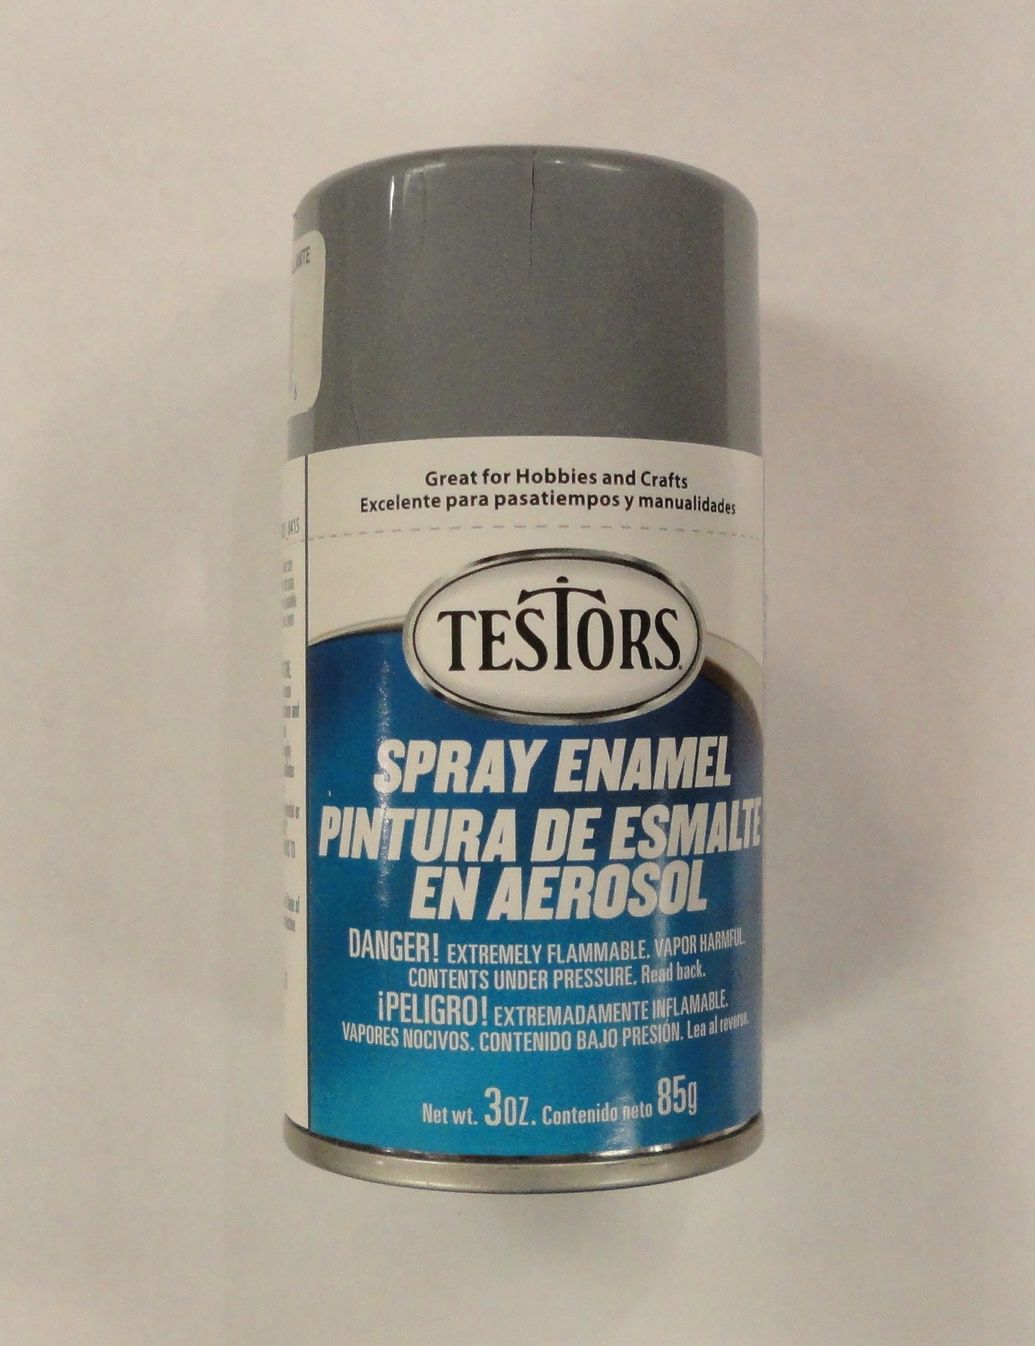 Great for Hobbies and Crafts
Excelente para pasatiempos y manualidades
TESTORS
SPRAY ENAMEL
PINTURA DE ESMALTE
EN AEROSOL
DANGER! EXTREMELY FLAMMABLE. VAPOR HARMFUL.
CONTENTS UNDER PRESSURE. Read back.
¡PELIGRO! EXTREMADAMENTE INFLAMABLE.
VAPORES NOCIVOS. CONTENIDO BAJO PRESIÓN. Lea al reverso.
Net wt. 3OZ. Contenido neto 85g